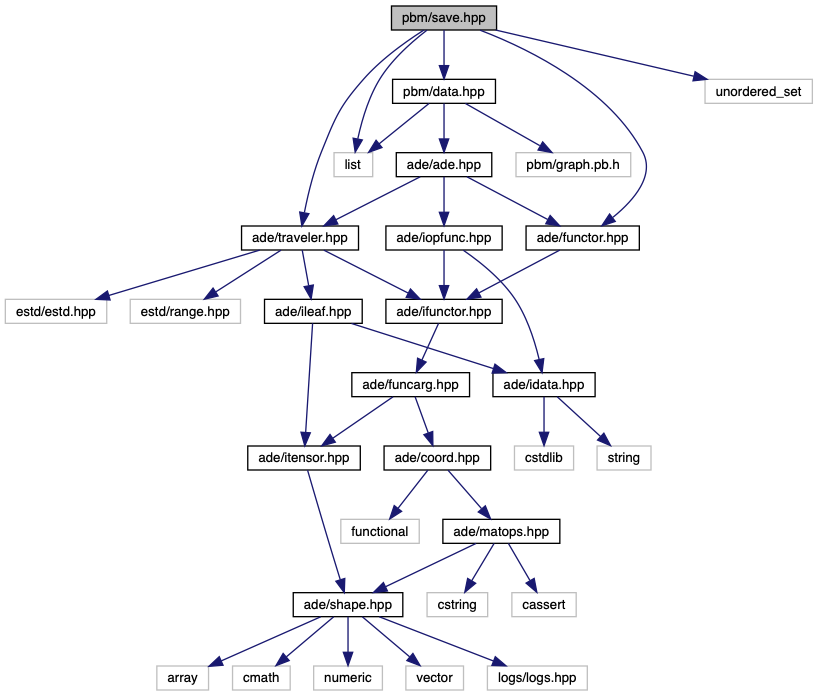 pbm/save.hpp
pbm/data.hpp
unordered_set
list
ade/ade.hpp
pbm/graph.pb.h
ade/traveler.hpp
ade/iopfunc.hpp
ade/functor.hpp
estd/estd.hpp
estd/range.hpp
ade/ileaf.hpp
ade/ifunctor.hpp
ade/funcarg.hpp
ade/idata.hpp
ade/itensor.hpp
ade/coord.hpp
cstdlib
string
functional
ade/matops.hpp
ade/shape.hpp
cstring
cassert
array
cmath
numeric
vector
logs/logs.hpp